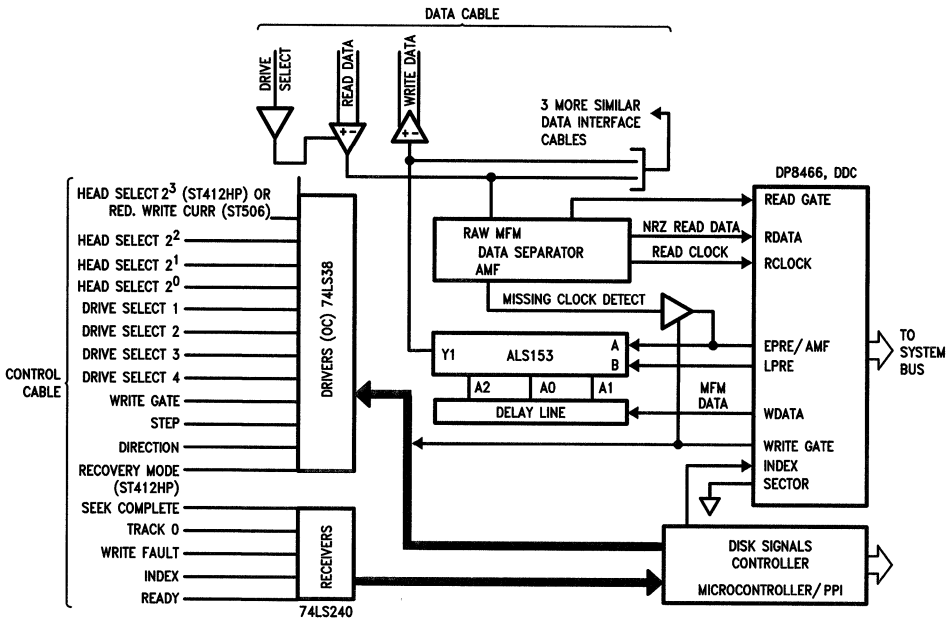 DATA CABLE
DRIVE
SELECT
READ DATA
WRITE DATA
+ -
+ -
3 MORE SIMILAR
DATA INTERFACE
CABLES
CONTROL
CABLE
HEAD SELECT 2³ (ST412HP) OR
RED. WRITE CURR (ST506)
HEAD SELECT 2²
HEAD SELECT 2¹
HEAD SELECT 2⁰
DRIVE SELECT 1
DRIVE SELECT 2
DRIVE SELECT 3
DRIVE SELECT 4
WRITE GATE
STEP
DIRECTION
RECOVERY MODE
(ST412HP)
SEEK COMPLETE
TRACK 0
WRITE FAULT
INDEX
READY
DRIVERS (OC) 74LS38
RECEIVERS
74LS240
RAW MFM
DATA SEPARATOR
AMF
NRZ READ DATA
READ CLOCK
MISSING CLOCK DETECT
Y1
ALS153
A
B
A2
A0
A1
DELAY LINE
MFM
DATA
DP8466, DDC
READ GATE
RDATA
RCLOCK
EPRE/AMF
LPRE
WDATA
WRITE GATE
INDEX
SECTOR
TO
SYSTEM
BUS
DISK SIGNALS
CONTROLLER
MICROCONTROLLER/PPI